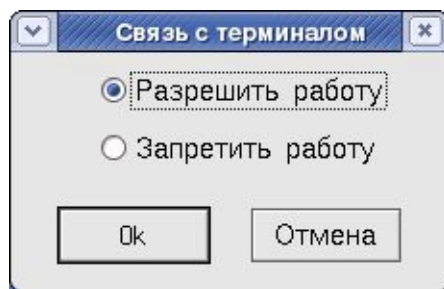 Связь с терминалом
Разрешить работу
Запретить работу
Ok
Отмена